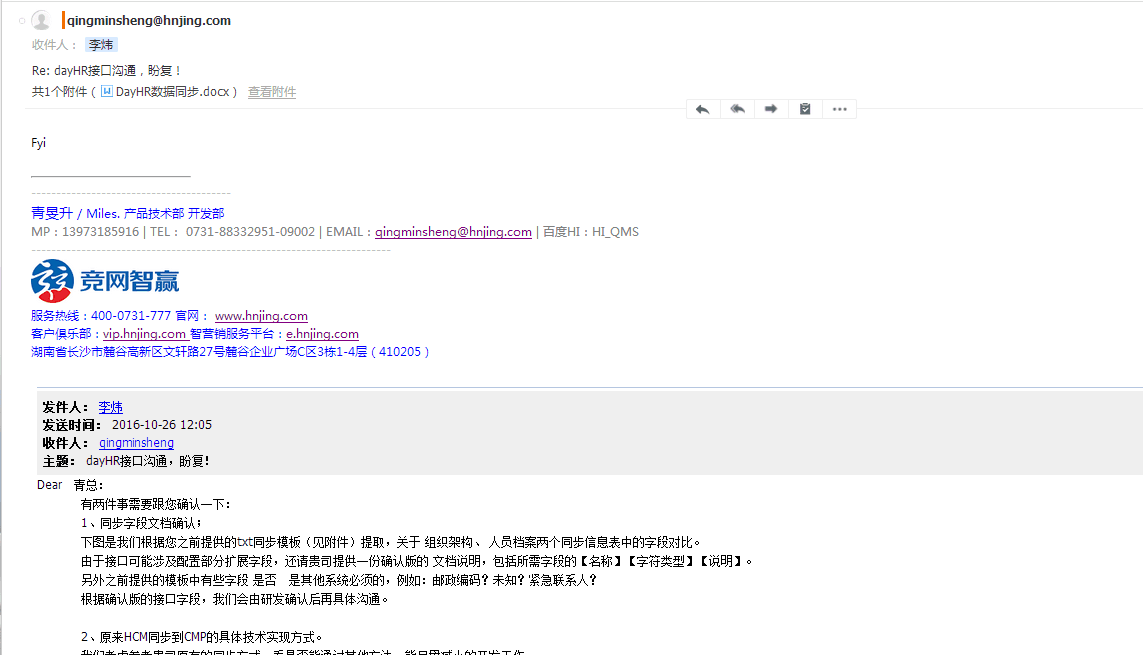 qingminsheng@hnjing.com
收件人： 李炜
Re: dayHR接口沟通，盼复！
共1个附件（ DayHR数据同步.docx ） 查看附件
Fyi
青旻升 / Miles. 产品技术部 开发部
MP：13973185916 | TEL： 0731-88332951-09002 | EMAIL：qingminsheng@hnjing.com | 百度HI：HI_QMS
竞网智赢
服务热线：400-0731-777 官网： www.hnjing.com
客户俱乐部：vip.hnjing.com 智营销服务平台：e.hnjing.com
湖南省长沙市麓谷高新区文轩路27号麓谷企业广场C区3栋1-4层（410205）
发件人： 李炜
发送时间： 2016-10-26 12:05
收件人： qingminsheng
主题： dayHR接口沟通，盼复！
Dear 青总：
有两件事需要跟您确认一下：
1、同步字段文档确认；
下图是我们根据您之前提供的txt同步模板（见附件）提取，关于 组织架构、 人员档案两个同步信息表中的字段对比。
由于接口可能涉及配置部分扩展字段，还请贵司提供一份确认版的 文档说明，包括所需字段的【名称】【字符类型】【说明】。
另外之前提供的模板中有些字段 是否 是其他系统必须的，例如：邮政编码？未知？紧急联系人？
根据确认版的接口字段，我们会由研发确认后再具体沟通。
2、原来HCM同步到CMP的具体技术实现方式。